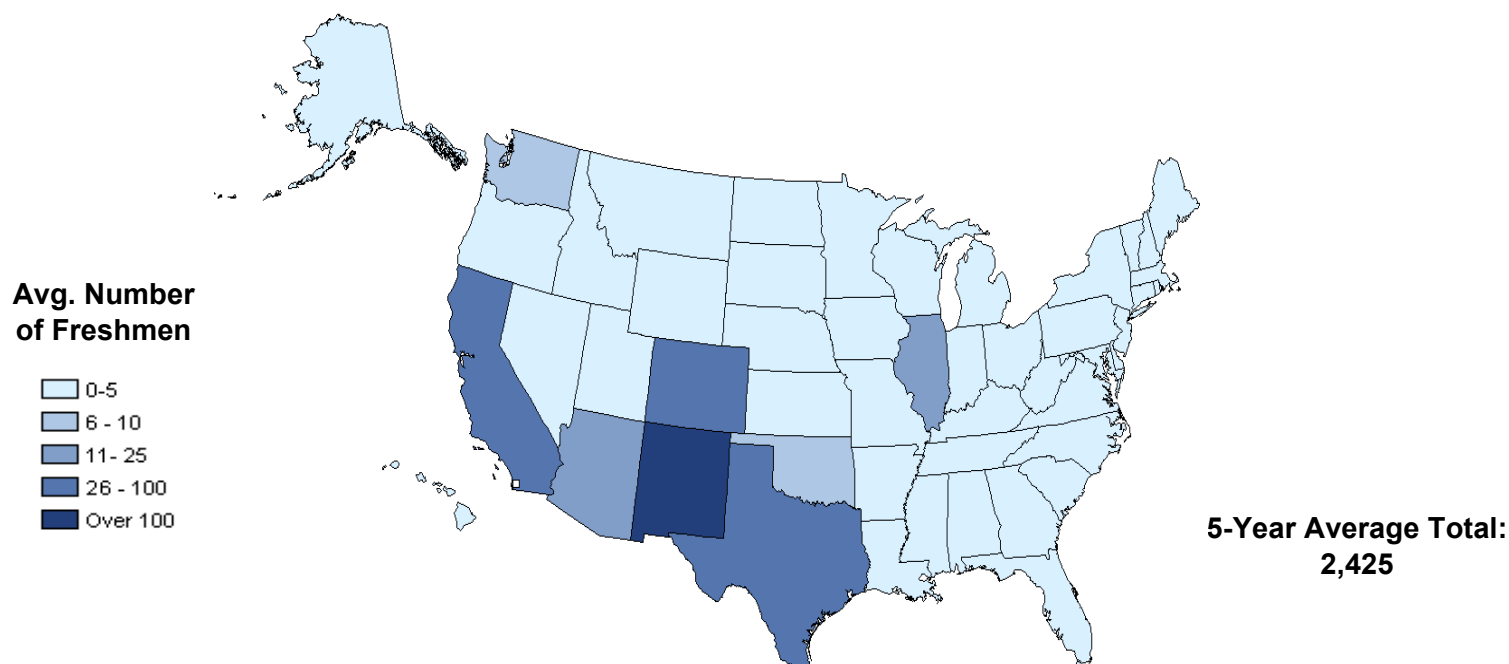 Avg. Number
of Freshmen
0-5
6 - 10
11- 25
26 - 100
Over 100
5-Year Average Total:
2,425